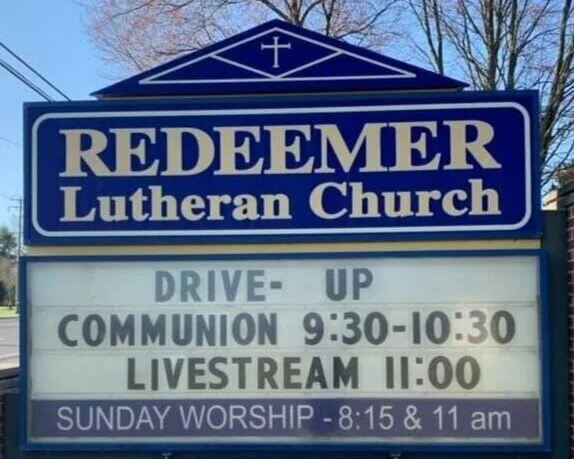 REDEEMER
Lutheran Church
DRIVE- UP
COMMUNION 9:30-10:30
LIVESTREAM 11:00
SUNDAY WORSHIP - 8:15 & 11 am